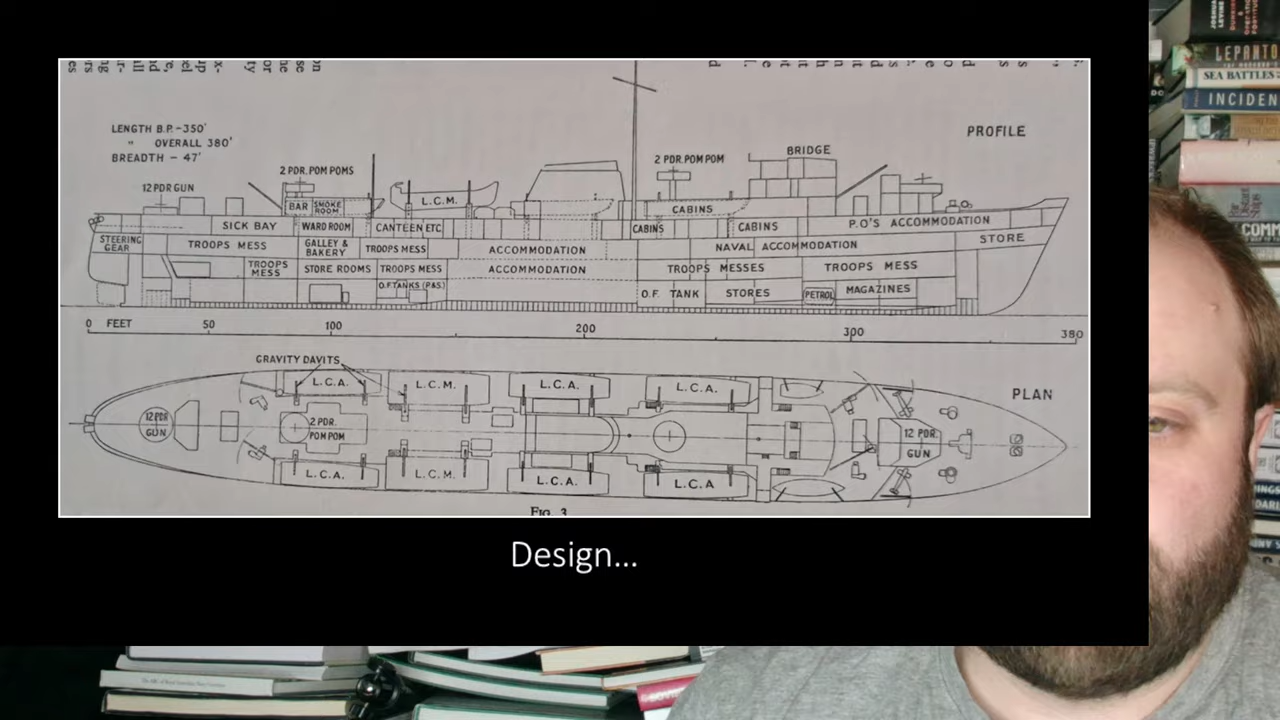 LENGTH B.P.-350'
" OVERALL 380'
BREADTH - 47'
PROFILE
12 PDR GUN
2 PDR. POM POMS
2 PDR. POM POM
BRIDGE
BAR
SMOKE ROOM
L.C.M.
CABINS
SICK BAY
WARD ROOM
CANTEEN ETC
CABINS
CABINS
P.O'S ACCOMMODATION
STEERING GEAR
TROOPS MESS
GALLEY & BAKERY
TROOPS MESS
ACCOMMODATION
NAVAL ACCOMMODATION
STORE
TROOPS MESS
STORE ROOMS
TROOPS MESS
ACCOMMODATION
TROOPS MESSES
TROOPS MESS
O.F. TANKS (P&S)
O.F. TANK
STORES
PETROL
MAGAZINES
0 FEET 50 100 200 300 380
GRAVITY DAVITS
PLAN
L.C.A. L.C.M. L.C.A. L.C.A.
12 PDR GUN
2 PDR. POM POM
12 PDR. GUN
L.C.A. L.C.M. L.C.A. L.C.A
FIG. 3
Design...
LEPANTO
SEA BATTLES
INCIDEN
COMM